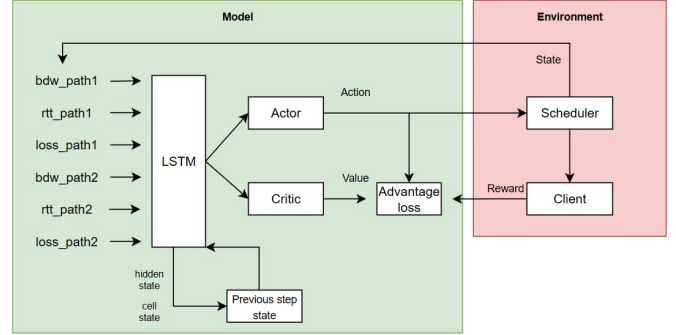 Model
Environment
State
bdw_path1
rtt_path1
loss_path1
bdw_path2
rtt_path2
loss_path2
LSTM
Actor
Action
Scheduler
Critic
Value
Advantage
loss
Reward
Client
hidden
state
cell
state
Previous step
state